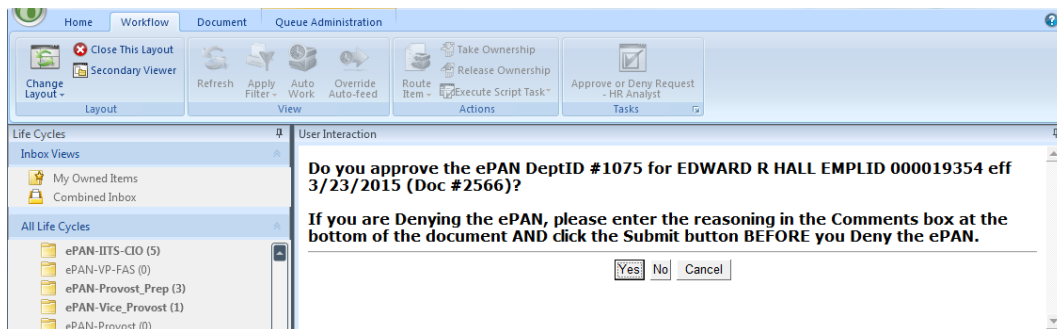 Home Workflow Document Queue Administration
Close This Layout
Secondary Viewer
Change
Layout
Refresh
Apply
Filter
Auto
Work
Override
Auto-feed
Route
Item
Take Ownership
Release Ownership
Execute Script Task
Approve or Deny Request
- HR Analyst
Layout View Actions Tasks
Life Cycles
User Interaction
Inbox Views
My Owned Items
Combined Inbox
All Life Cycles
ePAN-IITS-CIO (5)
ePAN-VP-FAS (0)
ePAN-Provost_Prep (3)
ePAN-Vice_Provost (1)
ePAN-Provost (0)
Do you approve the ePAN DeptID #1075 for EDWARD R HALL EMPLID 000019354 eff
3/23/2015 (Doc #2566)?
If you are Denying the ePAN, please enter the reasoning in the Comments box at the
bottom of the document AND click the Submit button BEFORE you Deny the ePAN.
Yes No Cancel